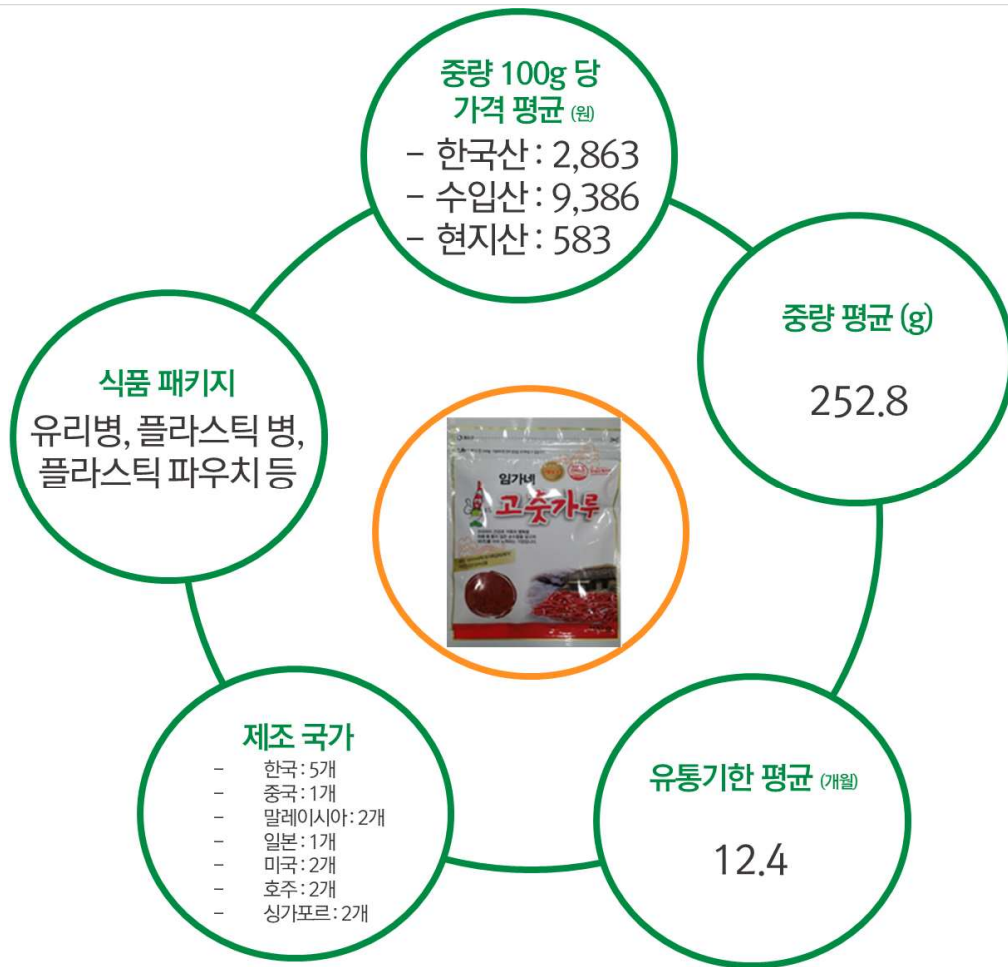 중량 100g 당
가격 평균 (원)
- 한국산 : 2,863
- 수입산 : 9,386
- 현지산 : 583
중량 평균 (g)
252.8
식품 패키지
유리병, 플라스틱 병,
플라스틱 파우치 등
임가네
고춧가루
제조 국가
- 한국 : 5개
- 중국 : 1개
- 말레이시아 : 2개
- 일본 : 1개
- 미국 : 2개
- 호주 : 2개
- 싱가포르 : 2개
유통기한 평균 (개월)
12.4